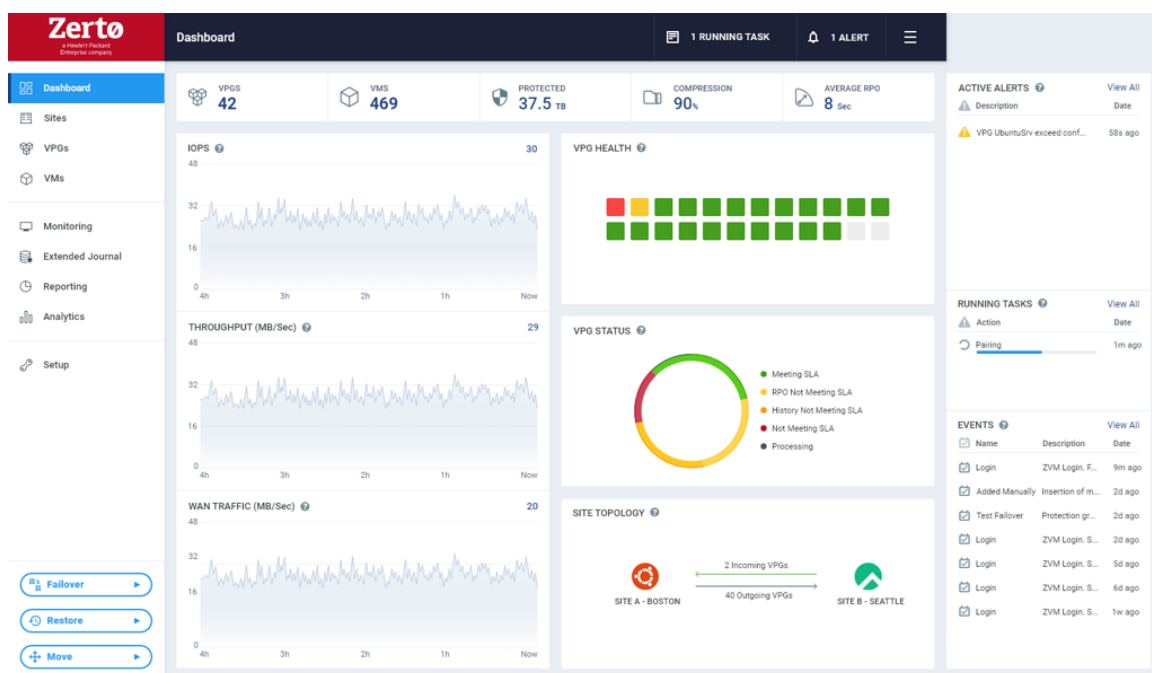 Zertø
a Hewlett Packard
Enterprise company
Dashboard
1 RUNNING TASK
1 ALERT
Dashboard
Sites
VPGs
VMs
Monitoring
Extended Journal
Reporting
Analytics
Setup
Failover
Restore
Move
VPGS
42
VMS
469
PROTECTED
37.5 TB
COMPRESSION
90%
AVERAGE RPO
8 Sec
IOPS ? 30
48
32
16
0
4h 3h 2h 1h Now
THROUGHPUT (MB/Sec) ? 29
48
32
16
0
4h 3h 2h 1h Now
WAN TRAFFIC (MB/Sec) ? 20
48
32
16
0
4h 3h 2h 1h Now
VPG HEALTH ?
VPG STATUS ?
Meeting SLA
RPO Not Meeting SLA
History Not Meeting SLA
Not Meeting SLA
Processing
SITE TOPOLOGY ?
2 Incoming VPGs
40 Outgoing VPGs
SITE A - BOSTON
SITE B - SEATTLE
ACTIVE ALERTS ? View All
Description Date
VPG UbuntuSrv exceed conf... 58s ago
RUNNING TASKS ? View All
Action Date
Pairing 1m ago
EVENTS ? View All
Name Description Date
Login ZVM Login. F... 9m ago
Added Manually Insertion of m... 2d ago
Test Failover Protection gr... 2d ago
Login ZVM Login. S... 2d ago
Login ZVM Login. S... 5d ago
Login ZVM Login. S... 6d ago
Login ZVM Login. S... 1w ago